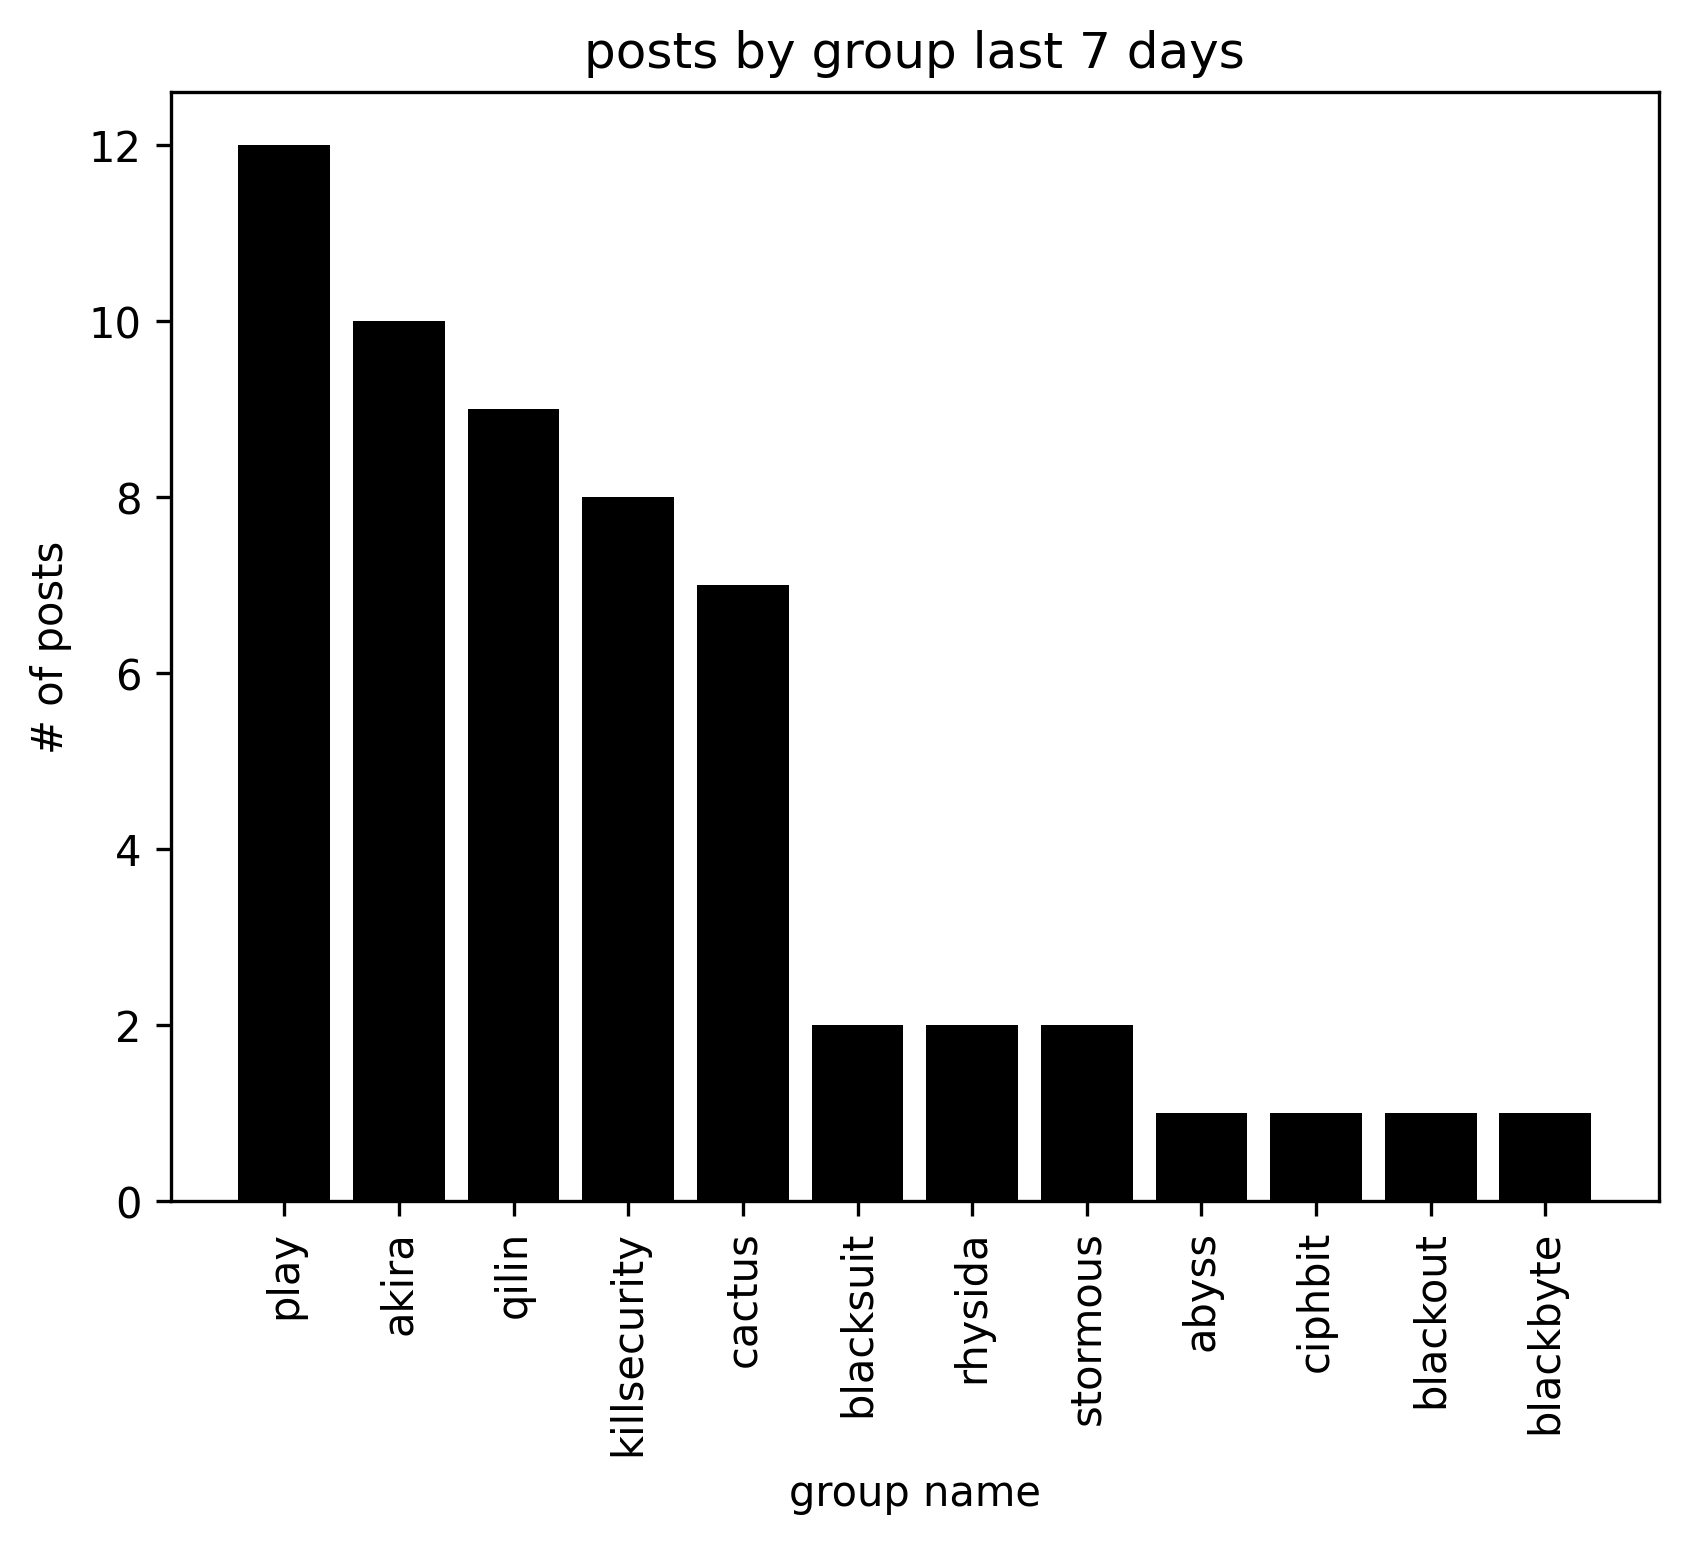 posts by group last 7 days
12
10
8
6
4
2
0
# of posts
play
akira
qilin
killsecurity
cactus
blacksuit
rhysida
stormous
abyss
ciphbit
blackout
blackbyte
group name